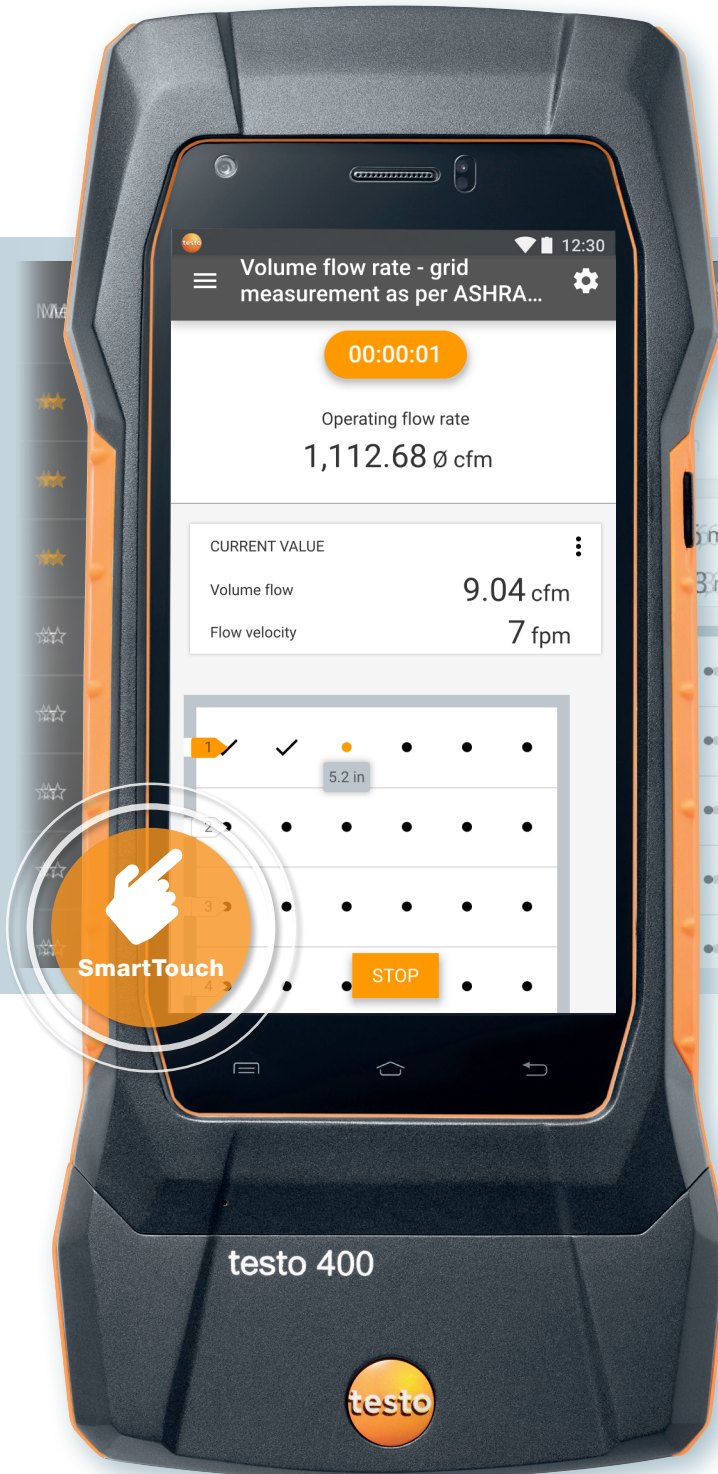 testo
12:30
Volume flow rate - grid
measurement as per ASHRA...
00:00:01
Operating flow rate
1,112.68 Ø cfm
CURRENT VALUE
Volume flow 9.04 cfm
Flow velocity 7 fpm
1
5.2 in
2
3
4
STOP
SmartTouch
testo 400
testo